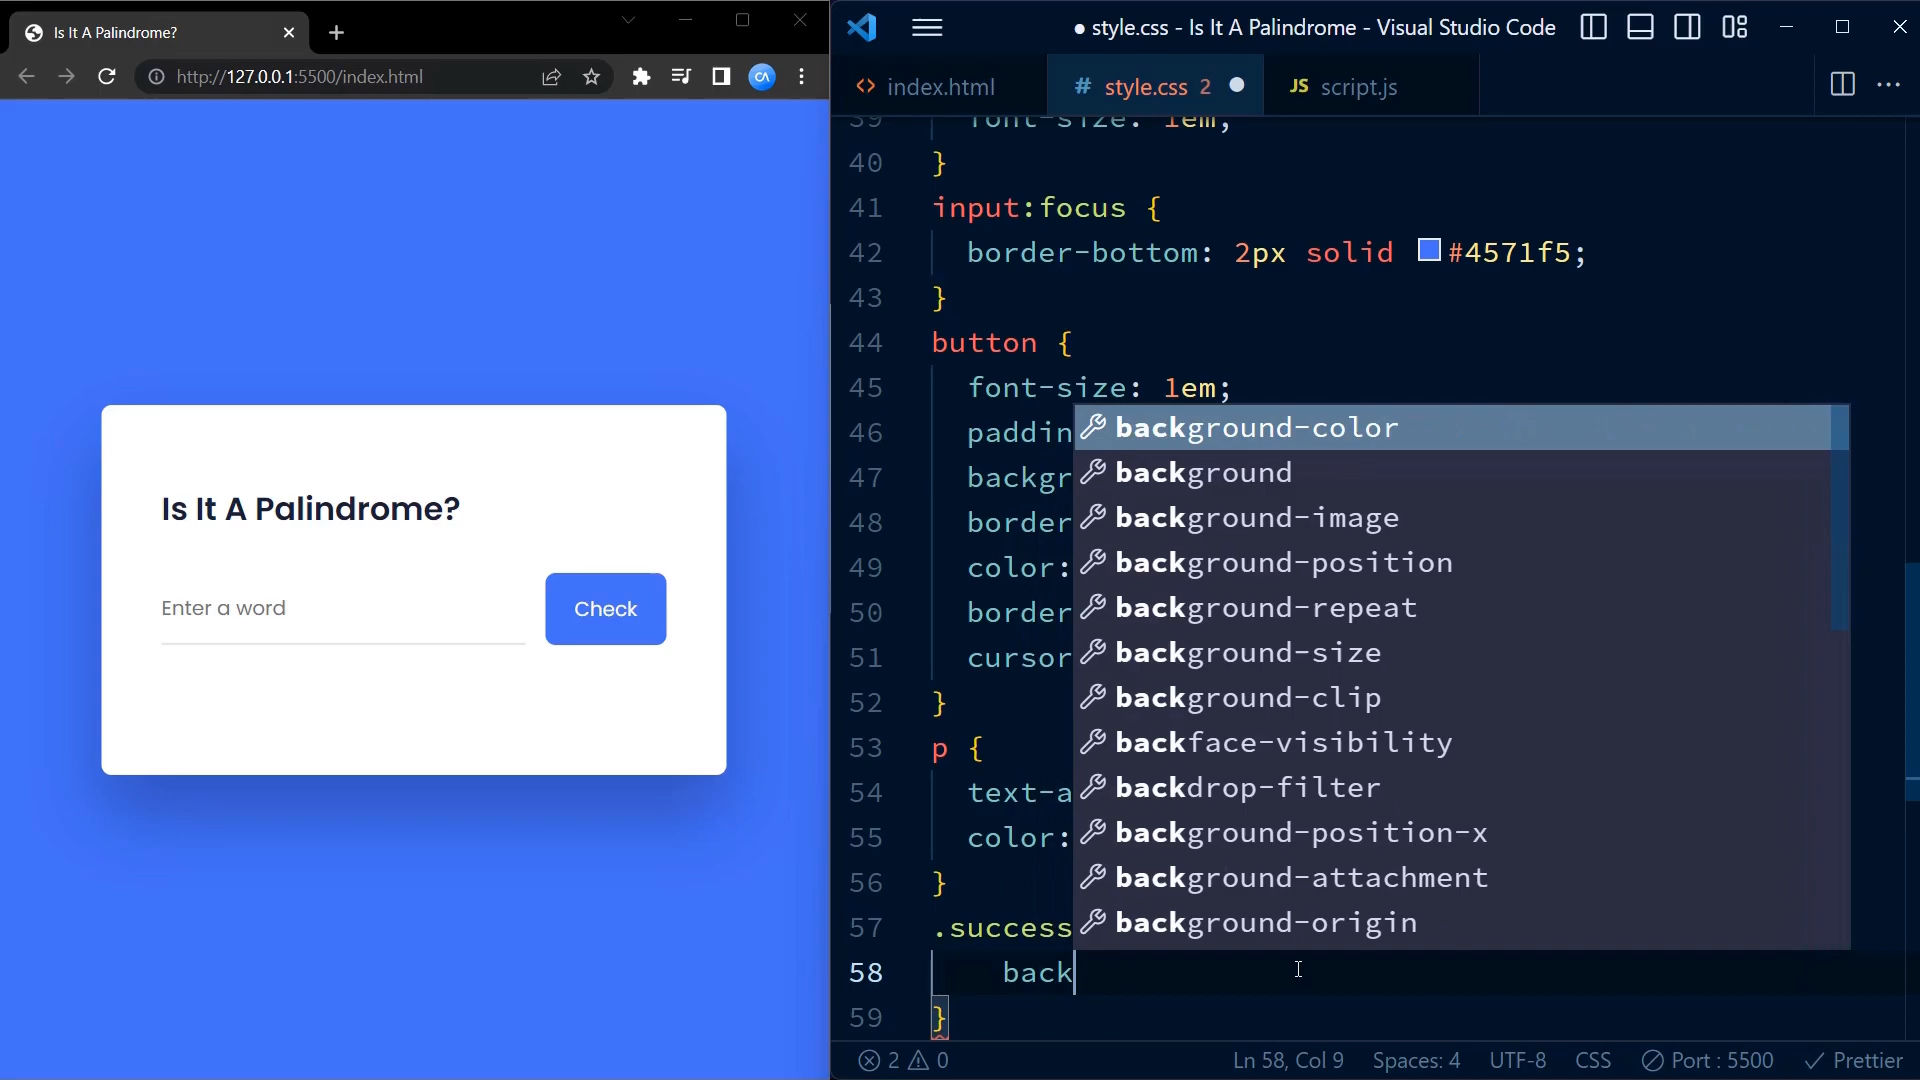 Is It A Palindrome?
http://127.0.0.1:5500/index.html
CA
Is It A Palindrome?
Enter a word
Check
● style.css - Is It A Palindrome - Visual Studio Code
<> index.html
# style.css 2 ●
JS script.js
39 font-size: 1em;
40 }
41 input:focus {
42 border-bottom: 2px solid #4571f5;
43 }
44 button {
45 font-size: 1em;
46 paddin
47 backgr
48 border
49 color:
50 border
51 cursor
52 }
53 p {
54 text-a
55 color:
56 }
57 .success
58 back
59 }
background-color
background
background-image
background-position
background-repeat
background-size
background-clip
backface-visibility
backdrop-filter
background-position-x
background-attachment
background-origin
2 0
Ln 58, Col 9
Spaces: 4
UTF-8
CSS
Port : 5500
Prettier